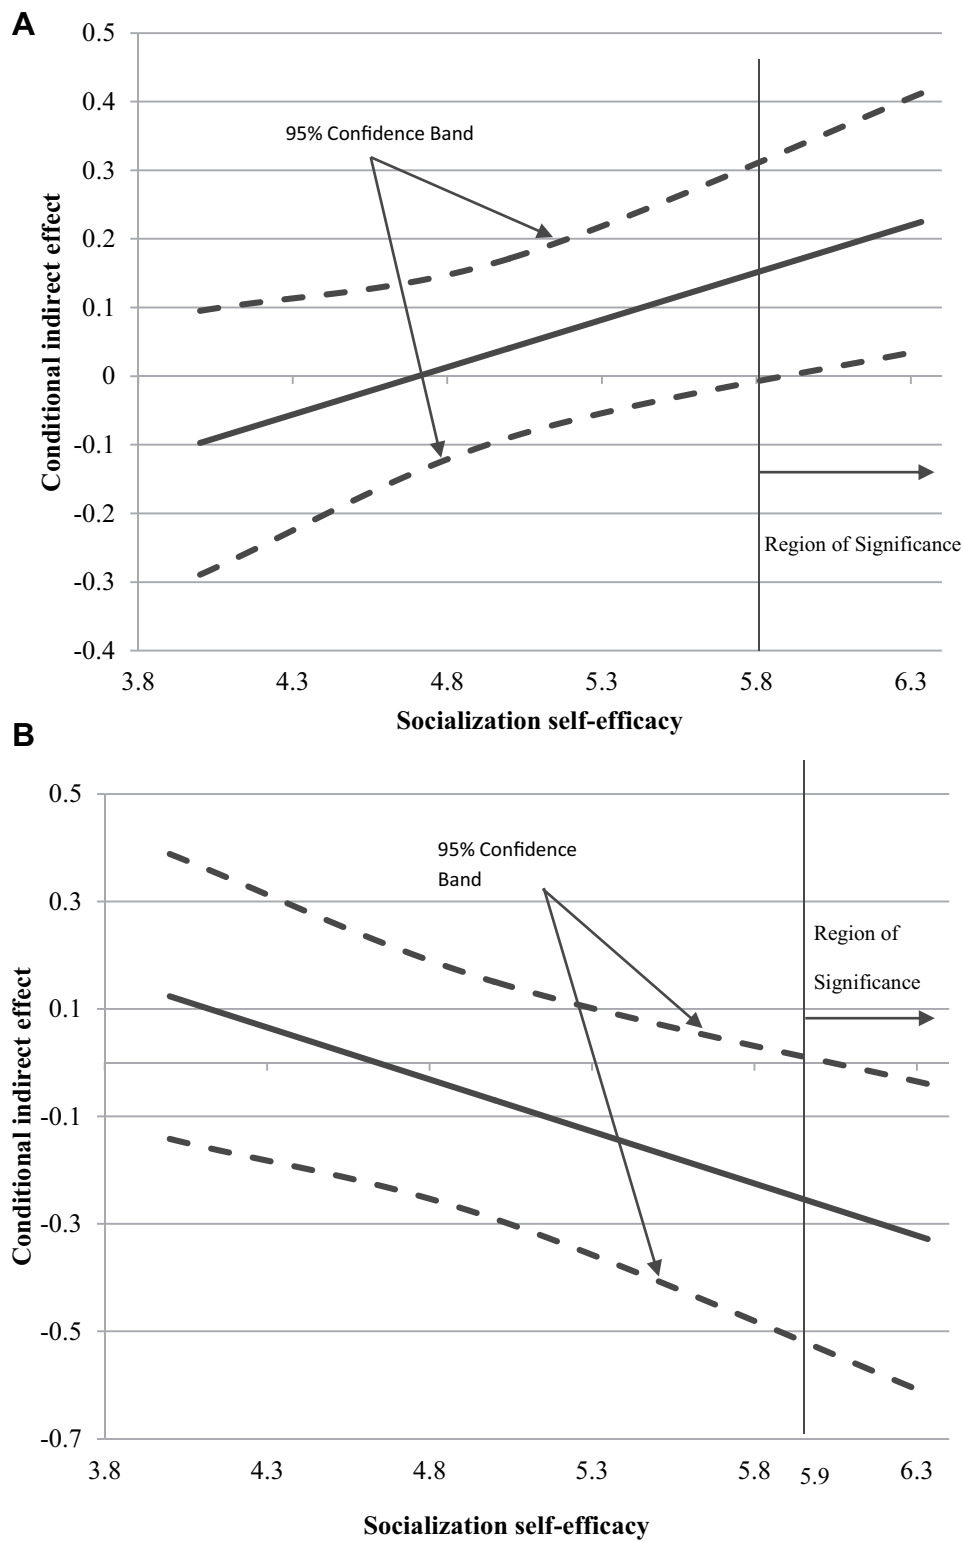 A
0.5
0.4
95% Confidence Band
0.3
0.2
0.1
0
-0.1
-0.2
Region of Significance
-0.3
-0.4
3.8 4.3 4.8 5.3 5.8 6.3
Conditional indirect effect
Socialization self-efficacy
B
0.5
95% Confidence
Band
0.3
Region of
Significance
0.1
-0.1
-0.3
-0.5
-0.7
3.8 4.3 4.8 5.3 5.8 5.9 6.3
Conditional indirect effect
Socialization self-efficacy